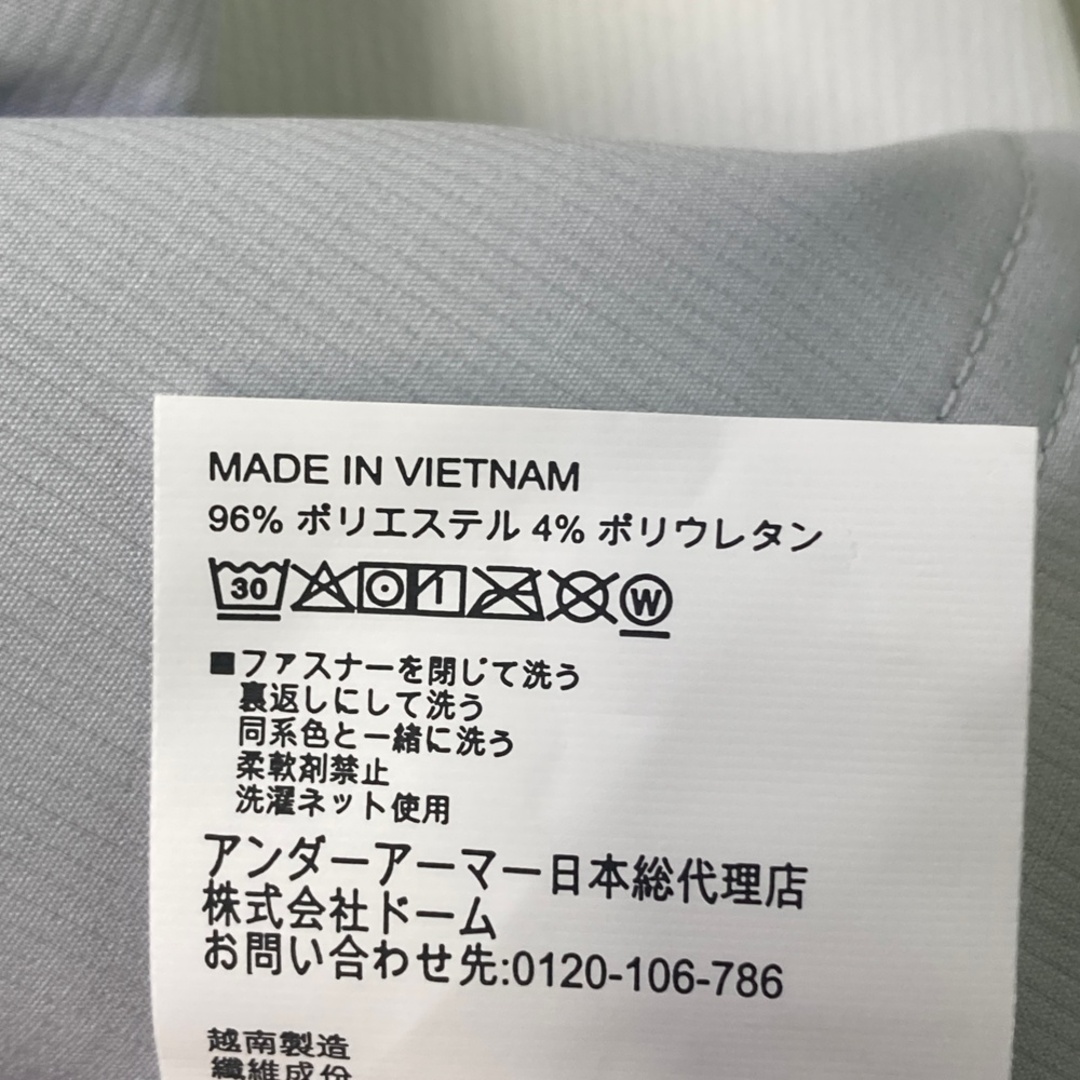 MADE IN VIETNAM
96% ポリエステル 4% ポリウレタン
30 W
■ファスナーを閉じて洗う
裏返しにして洗う
同系色と一緒に洗う
柔軟剤禁止
洗濯ネット使用
アンダーアーマー日本総代理店
株式会社ドーム
お問い合わせ先:0120-106-786
越南製造
纖維成份